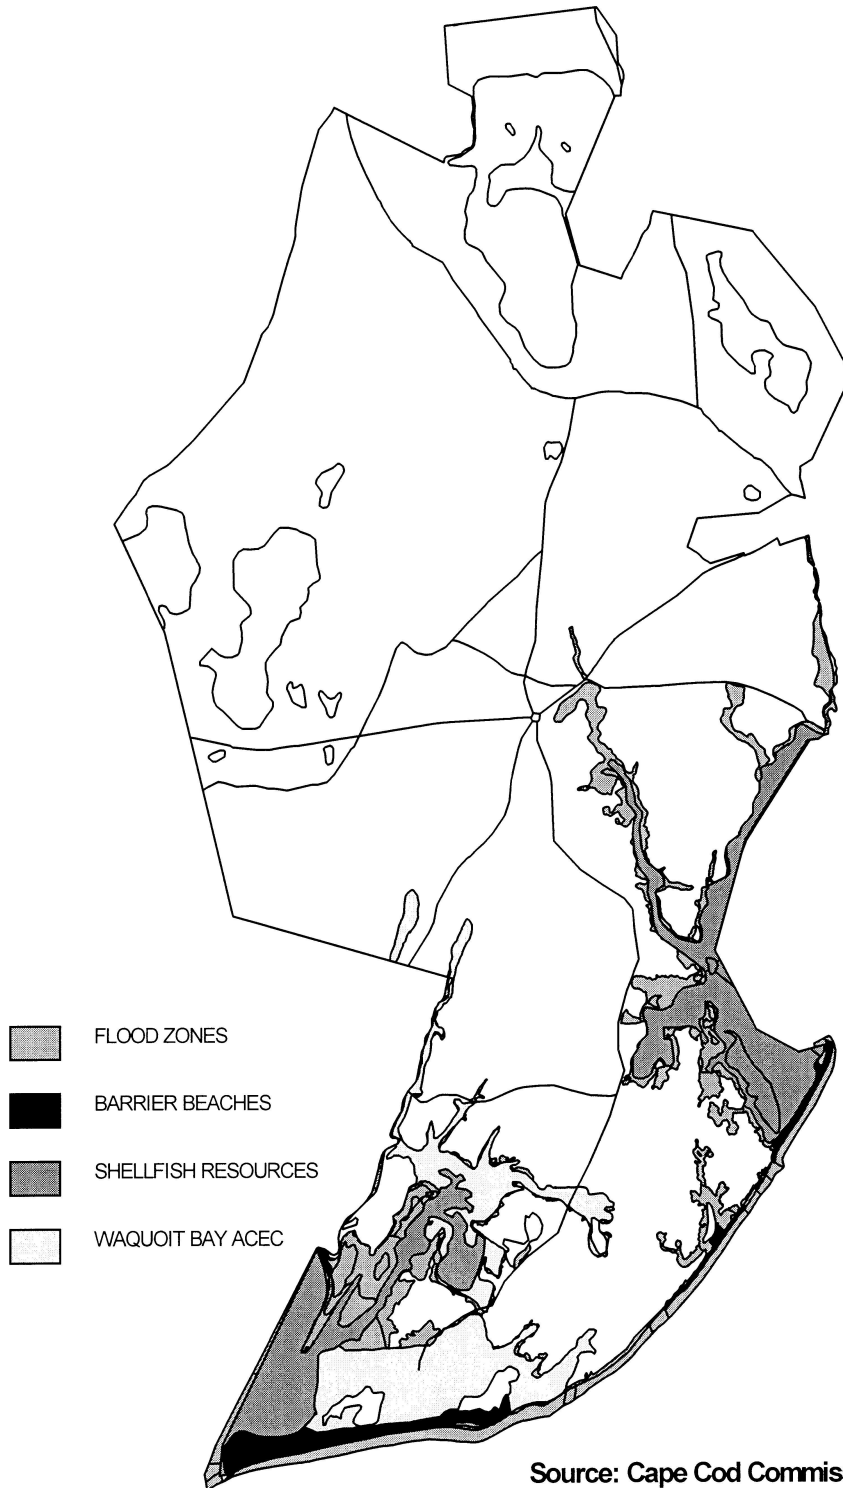 FLOOD ZONES
BARRIER BEACHES
SHELLFISH RESOURCES
WAQUOIT BAY ACEC
Source: Cape Cod Commis